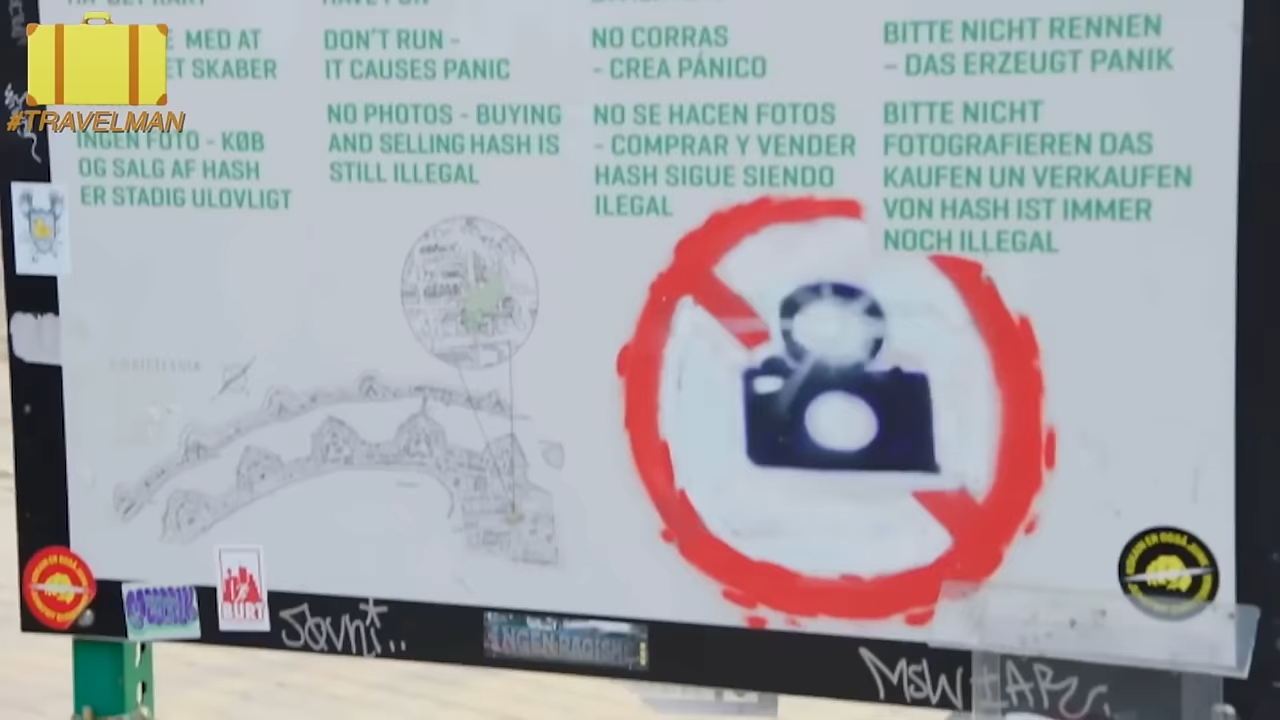 MED AT
SKABER
#TRAVELMAN
INGEN FOTO - KØB
OG SALG AF HASH
ER STADIG ULOVLIGT
DON'T RUN -
IT CAUSES PANIC
NO PHOTOS - BUYING
AND SELLING HASH IS
STILL ILLEGAL
NO CORRAS
- CREA PÁNICO
NO SE HACEN FOTOS
- COMPRAR Y VENDER
HASH SIGUE SIENDO
ILEGAL
BITTE NICHT RENNEN
– DAS ERZEUGT PANIK
BITTE NICHT
FOTOGRAFIEREN DAS
KAUFEN UN VERKAUFEN
VON HASH IST IMMER
NOCH ILLEGAL
BURT